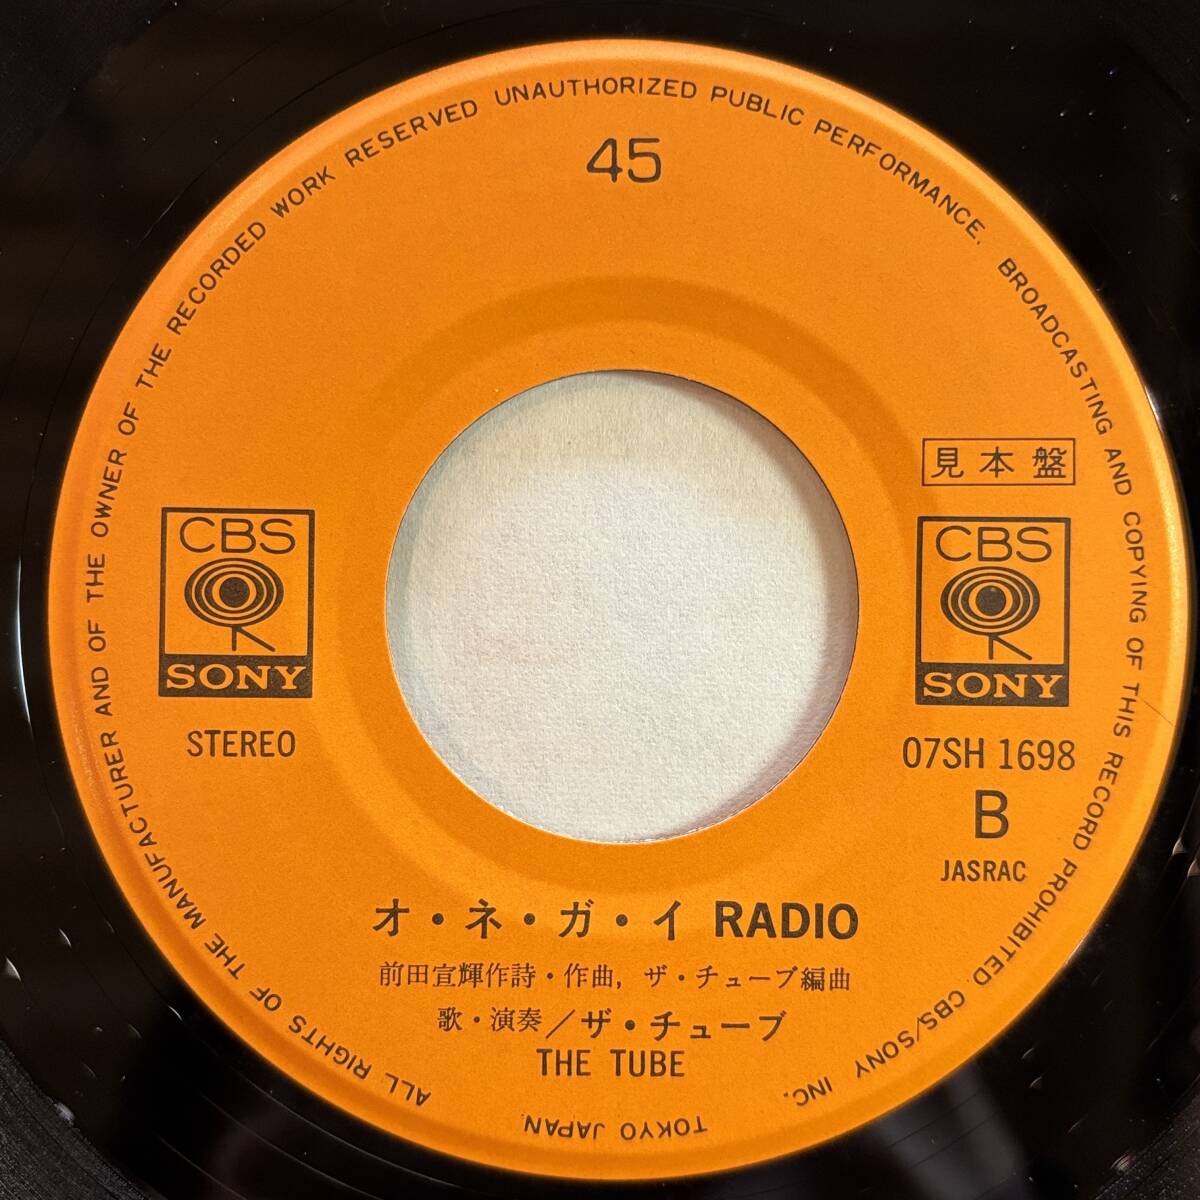 ALL RIGHTS OF THE MANUFACTURER AND OF THE OWNER OF THE RECORDED WORK RESERVED UNAUTHORIZED PUBLIC PERFORMANCE. BROADCASTING AND COPYING OF THIS RECORD PROHIBITED. CBS/SONY INC.
TOKYO JAPAN.
45
見本盤
CBS
SONY
STEREO
CBS
SONY
07SH 1698
B
JASRAC
オ・ネ・ガ・イ RADIO
前田宣輝作詩・作曲, ザ・チューブ編曲
歌・演奏/ザ・チューブ
THE TUBE